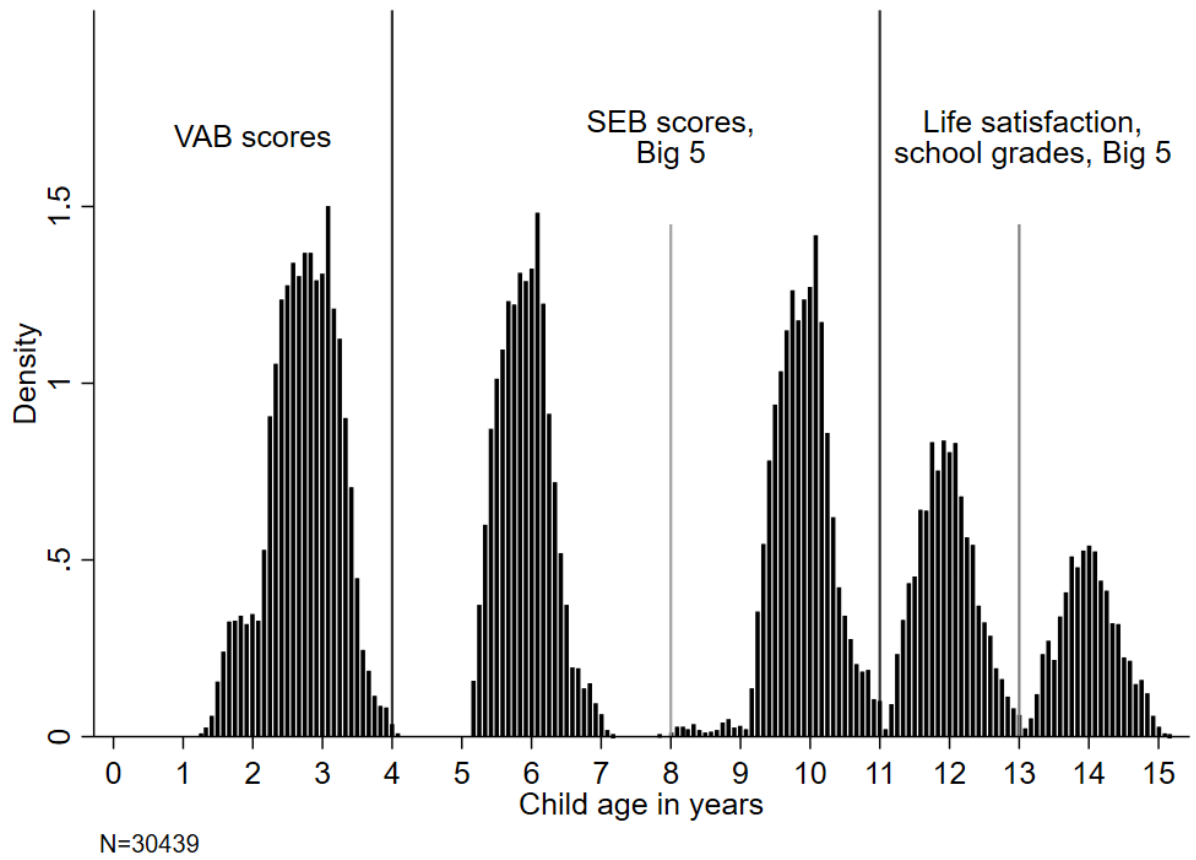 VAB scores
SEB scores,
Big 5
Life satisfaction,
school grades, Big 5
Density
1.5
1
.5
0
0 1 2 3 4 5 6 7 8 9 10 11 12 13 14 15
Child age in years
N=30439